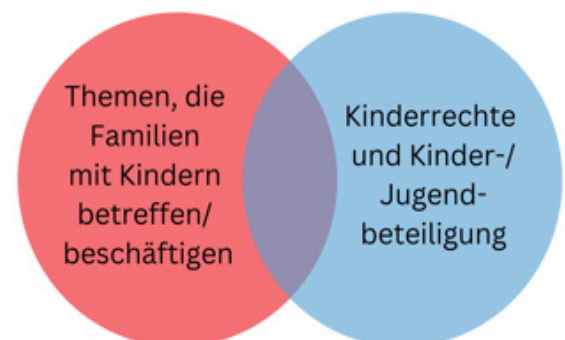 Themen, die
Familien
mit Kindern
betreffen/
beschäftigen
Kinderrechte
und Kinder-/
Jugend-
beteiligung